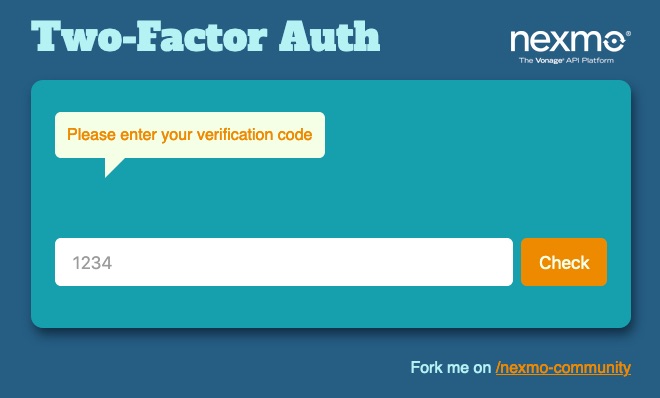 Two-Factor Auth
nexmo®
The Vonage® API Platform
Please enter your verification code
1234
Check
Fork me on /nexmo-community